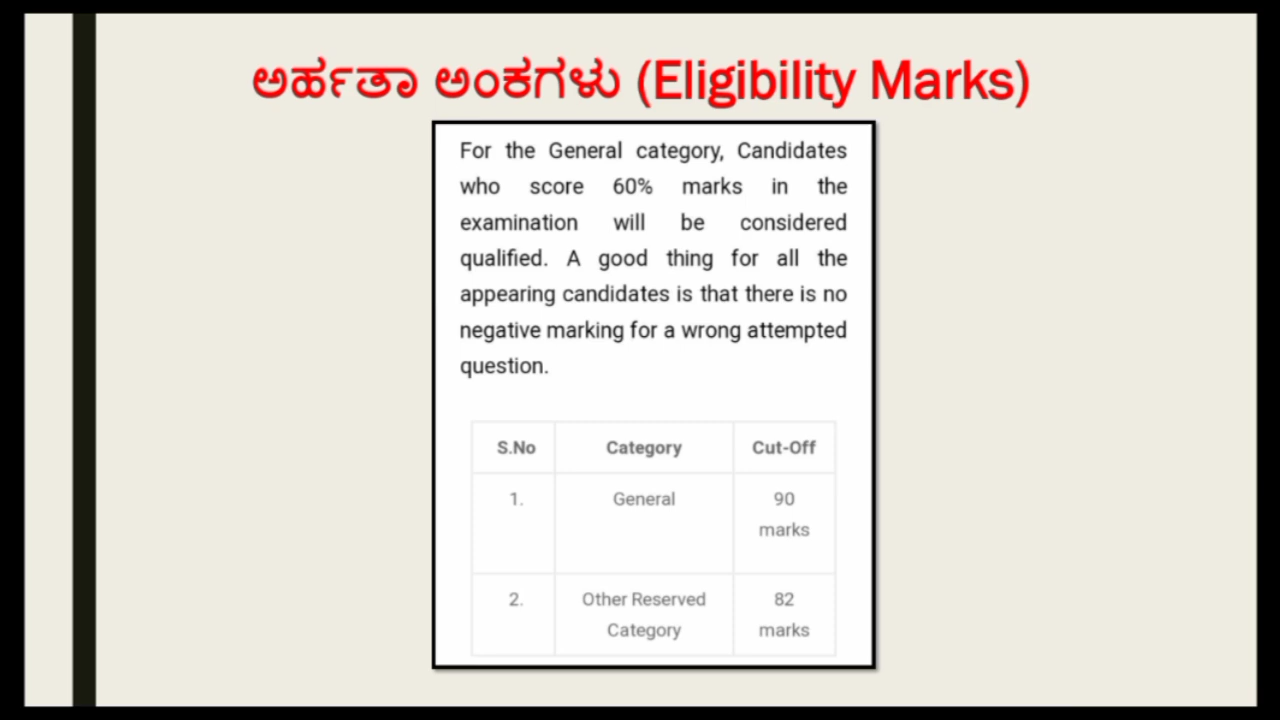 ಅರ್ಹತಾ ಅಂಕಗಳು (Eligibility Marks)
For the General category, Candidates
who score 60% marks in the
examination will be considered
qualified. A good thing for all the
appearing candidates is that there is no
negative marking for a wrong attempted
question.
S.No Category Cut-Off
1. General 90
marks
2. Other Reserved 82
Category marks